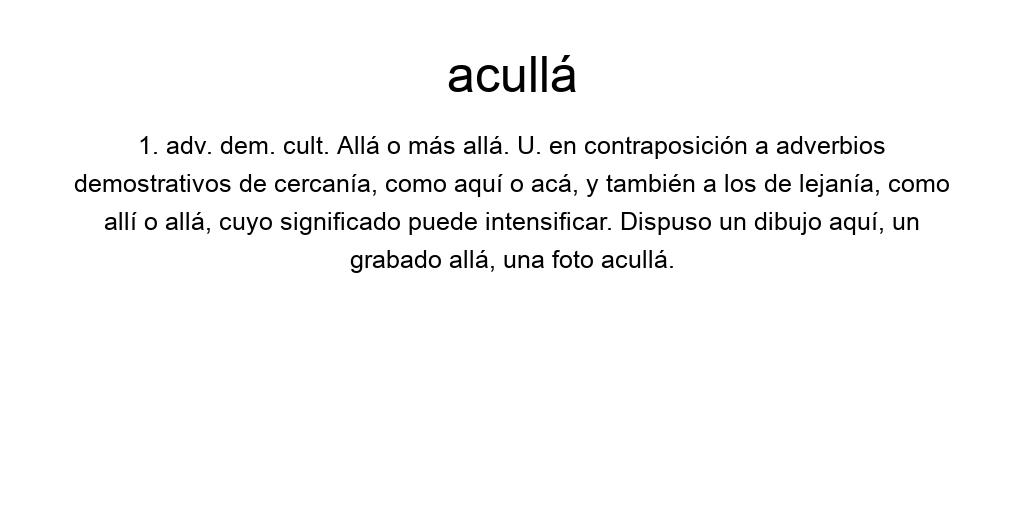 acullá
1. adv. dem. cult. Allá o más allá. U. en contraposición a adverbios
demostrativos de cercanía, como aquí o acá, y también a los de lejanía, como
allí o allá, cuyo significado puede intensificar. Dispuso un dibujo aquí, un
grabado allá, una foto acullá.